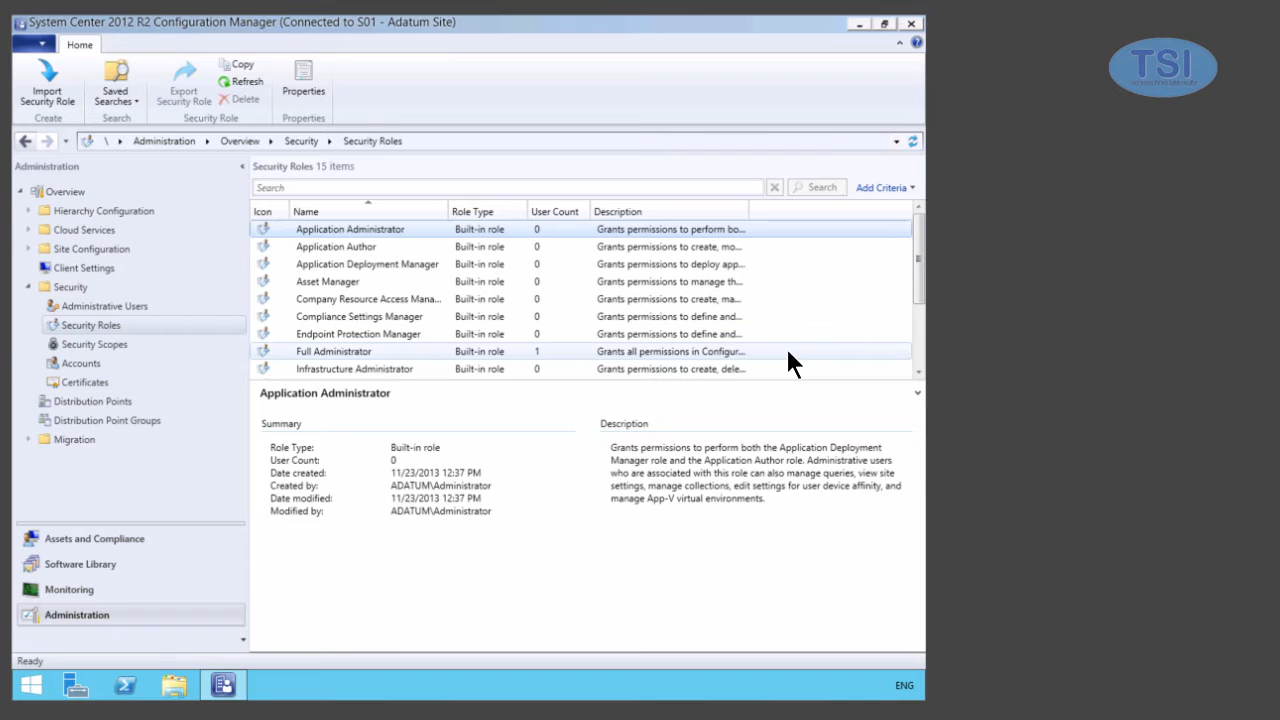 System Center 2012 R2 Configuration Manager (Connected to S01 - Adatum Site)
TSI
Home
Import Security Role
Saved Searches
Export Security Role
Copy
Refresh
Delete
Properties
Create
Search
Security Role
Properties
\ Administration Overview Security Security Roles
Administration
Overview
Hierarchy Configuration
Cloud Services
Site Configuration
Client Settings
Security
Administrative Users
Security Roles
Security Scopes
Accounts
Certificates
Distribution Points
Distribution Point Groups
Migration
Assets and Compliance
Software Library
Monitoring
Administration
Security Roles 15 items
Search
Search
Add Criteria
Icon Name Role Type User Count Description
Application Administrator Built-in role 0 Grants permissions to perform bo...
Application Author Built-in role 0 Grants permissions to create, mo...
Application Deployment Manager Built-in role 0 Grants permissions to deploy app...
Asset Manager Built-in role 0 Grants permissions to manage th...
Company Resource Access Mana... Built-in role 0 Grants permissions to create, ma...
Compliance Settings Manager Built-in role 0 Grants permissions to define and...
Endpoint Protection Manager Built-in role 0 Grants permissions to define and...
Full Administrator Built-in role 1 Grants all permissions in Configur...
Infrastructure Administrator Built-in role 0 Grants permissions to create, dele...
Application Administrator
Summary
Role Type: Built-in role
User Count: 0
Date created: 11/23/2013 12:37 PM
Created by: ADATUM\Administrator
Date modified: 11/23/2013 12:37 PM
Modified by: ADATUM\Administrator
Description
Grants permissions to perform both the Application Deployment
Manager role and the Application Author role. Administrative users
who are associated with this role can also manage queries, view site
settings, manage collections, edit settings for user device affinity, and
manage App-V virtual environments.
Ready
ENG